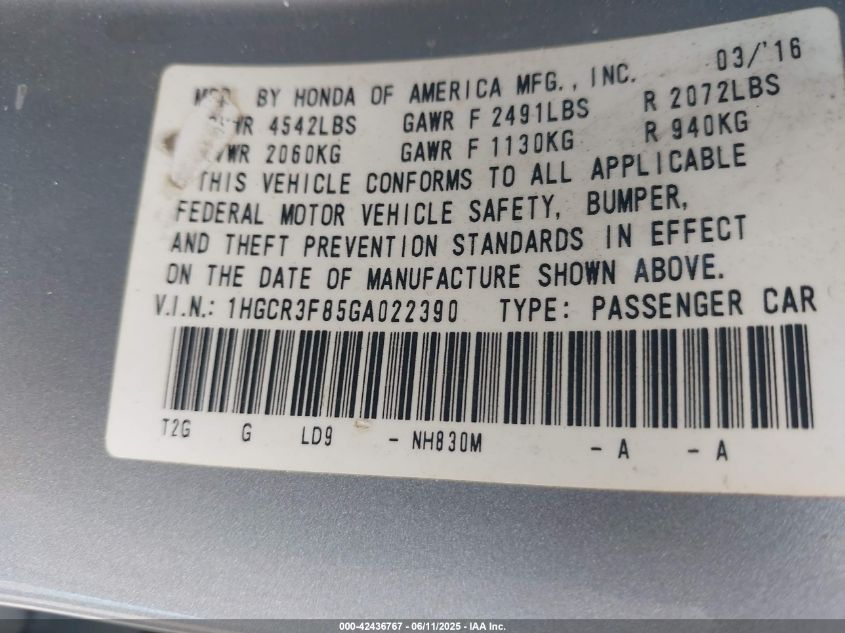 BY HONDA OF AMERICA MFG., INC. 03/'16
4542LBS GAWR F 2491LBS R 2072LBS
2060KG GAWR F 1130KG R 940KG
THIS VEHICLE CONFORMS TO ALL APPLICABLE
FEDERAL MOTOR VEHICLE SAFETY, BUMPER,
AND THEFT PREVENTION STANDARDS IN EFFECT
ON THE DATE OF MANUFACTURE SHOWN ABOVE.
V.I.N.: 1HGCR3F85GA022390 TYPE: PASSENGER CAR
T2G G LD9 - NH830M - A - A
000-42436767 - 06/11/2025 - IAA Inc.